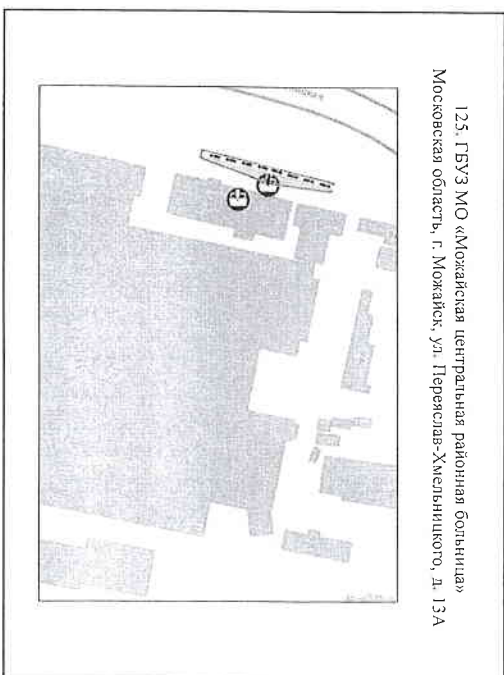 125. ГБУЗ МО «Можайская центральная районная больница»
Московская область, г. Можайск, ул. Переяслав-Хмельницкого, д. 13А